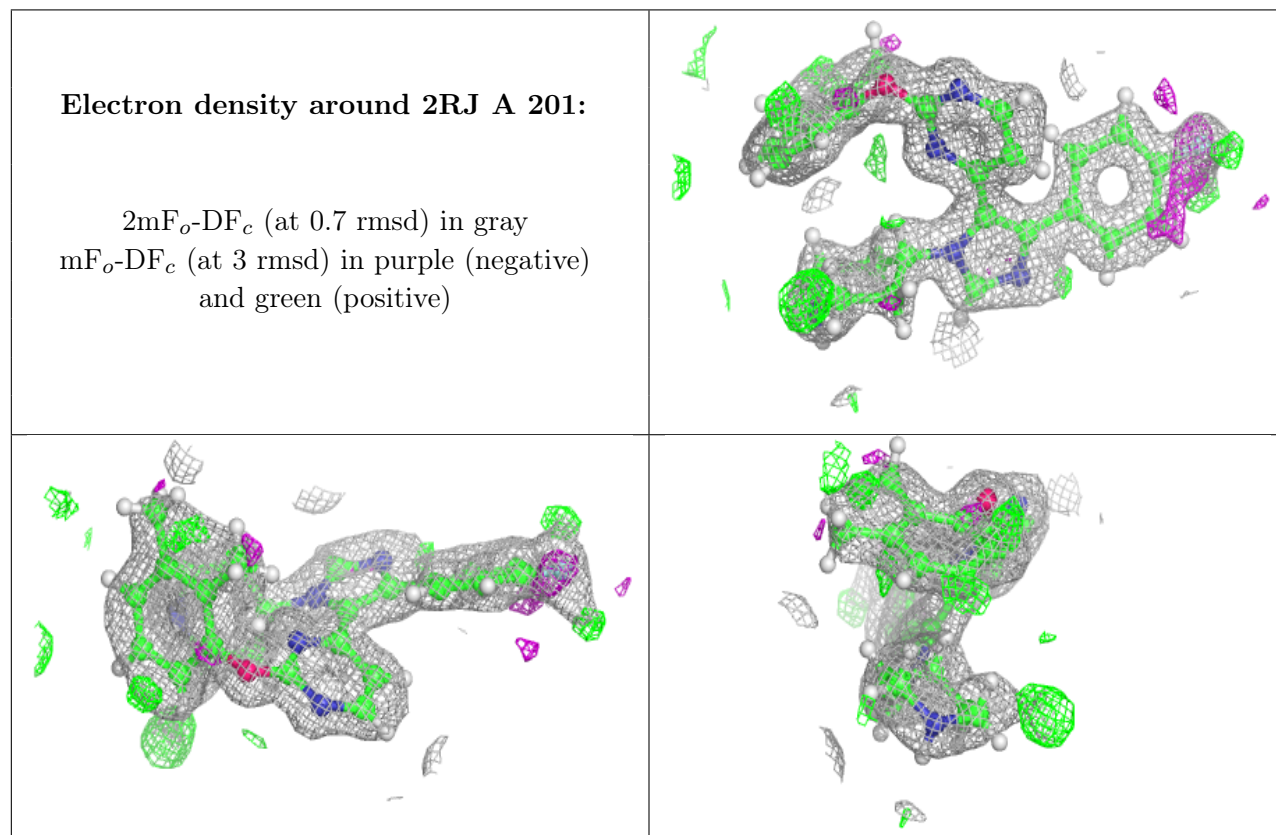 Electron density around 2RJ A 201:
2mFo-DFc (at 0.7 rmsd) in gray
mFo-DFc (at 3 rmsd) in purple (negative)
and green (positive)